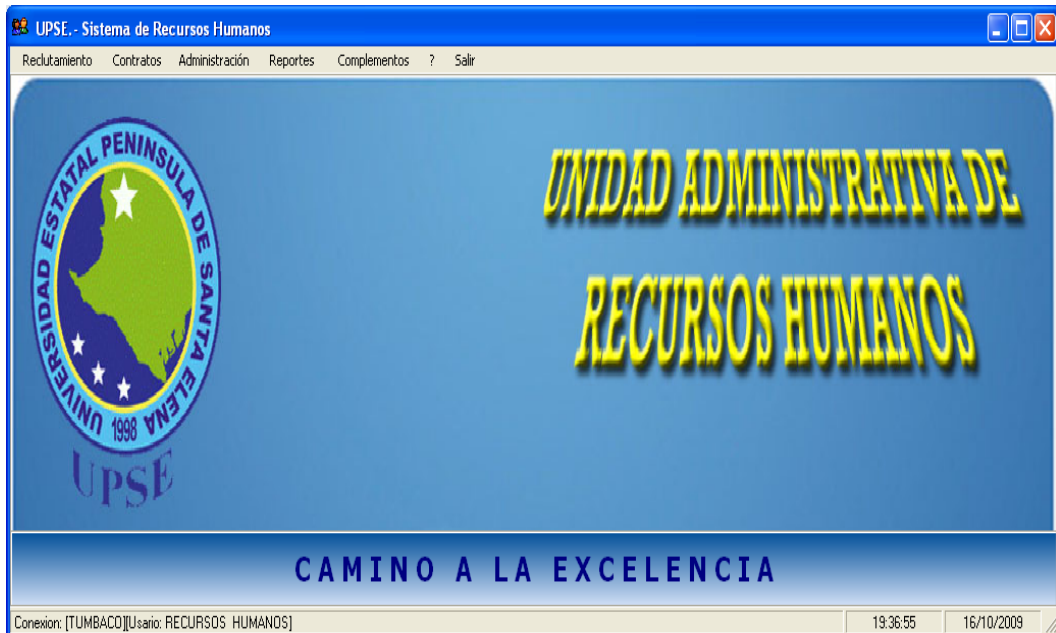 UPSE.- Sistema de Recursos Humanos
Reclutamiento Contratos Administración Reportes Complementos ? Salir
UNIVERSIDAD ESTATAL PENINSULA DE SANTA ELENA
1998
UPSE
UNIDAD ADMINISTRATIVA DE
RECURSOS HUMANOS
CAMINO A LA EXCELENCIA
Conexion: [TUMBACO][Usario: RECURSOS HUMANOS] 19:36:55 16/10/2009